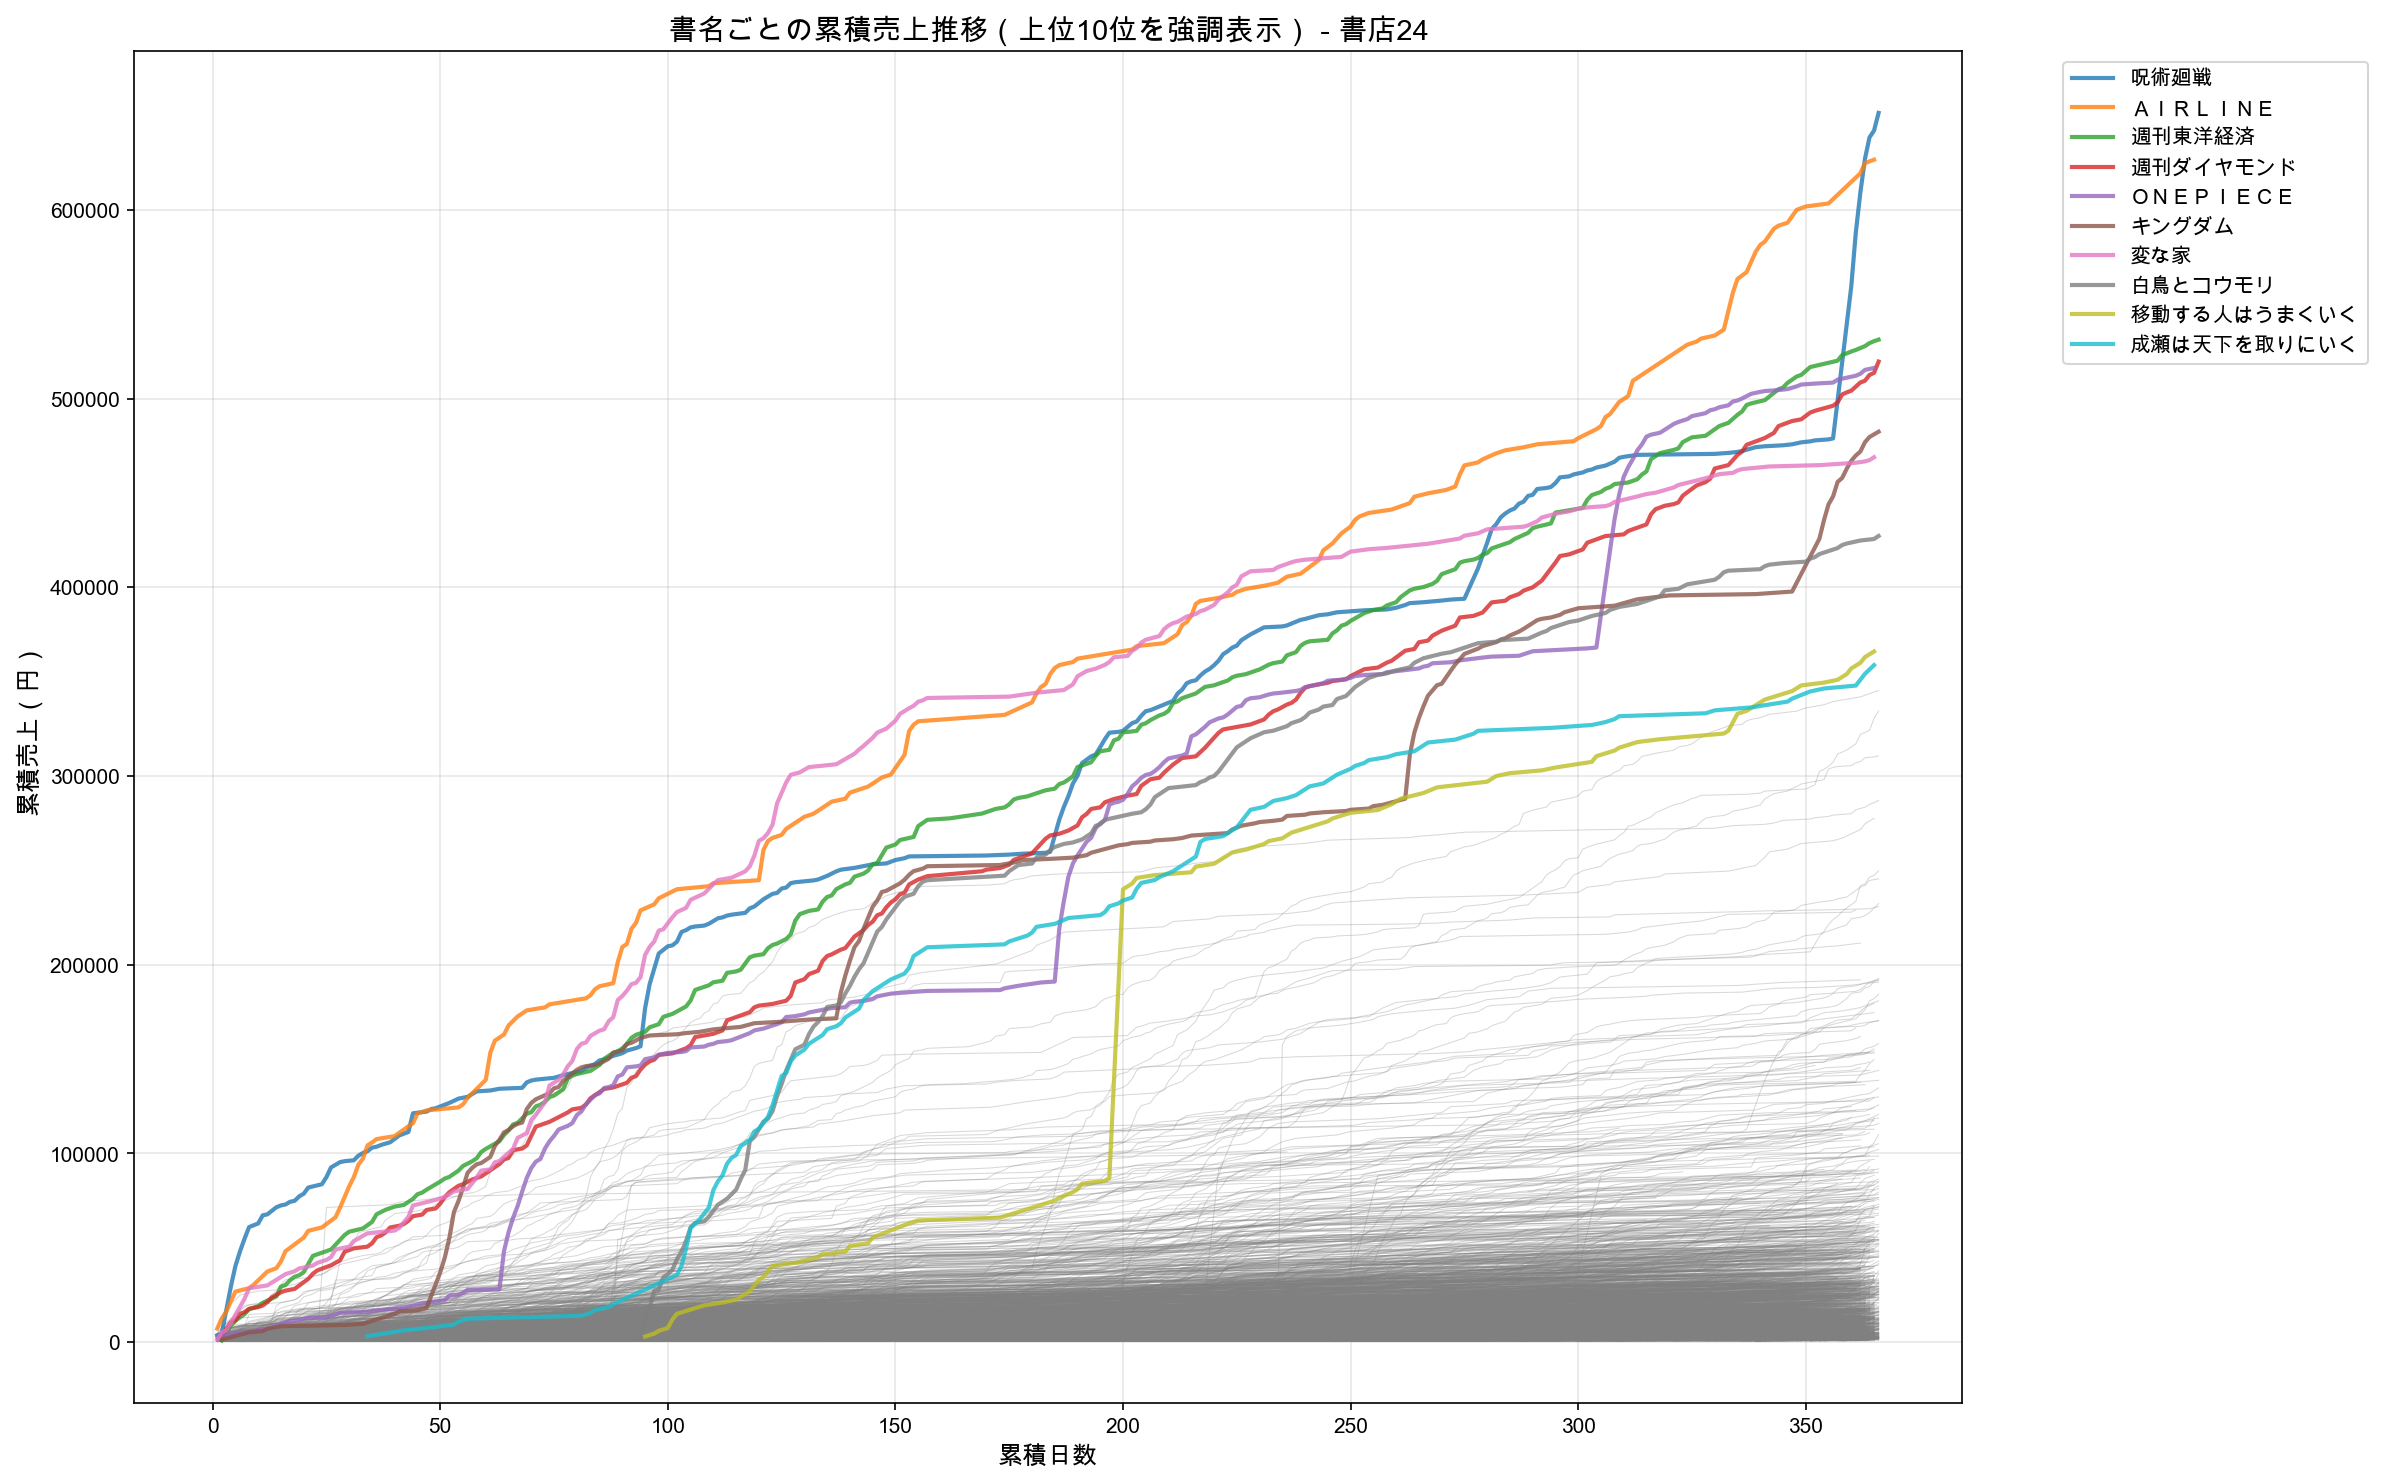 書名ごとの累積売上推移（上位10位を強調表示） - 書店24
呪術廻戦
ＡＩＲＬＩＮＥ
週刊東洋経済
週刊ダイヤモンド
ＯＮＥＰＩＥＣＥ
キングダム
変な家
白鳥とコウモリ
移動する人はうまくいく
成瀬は天下を取りにいく
累積売上（円）
600000
500000
400000
300000
200000
100000
0
0 50 100 150 200 250 300 350
累積日数